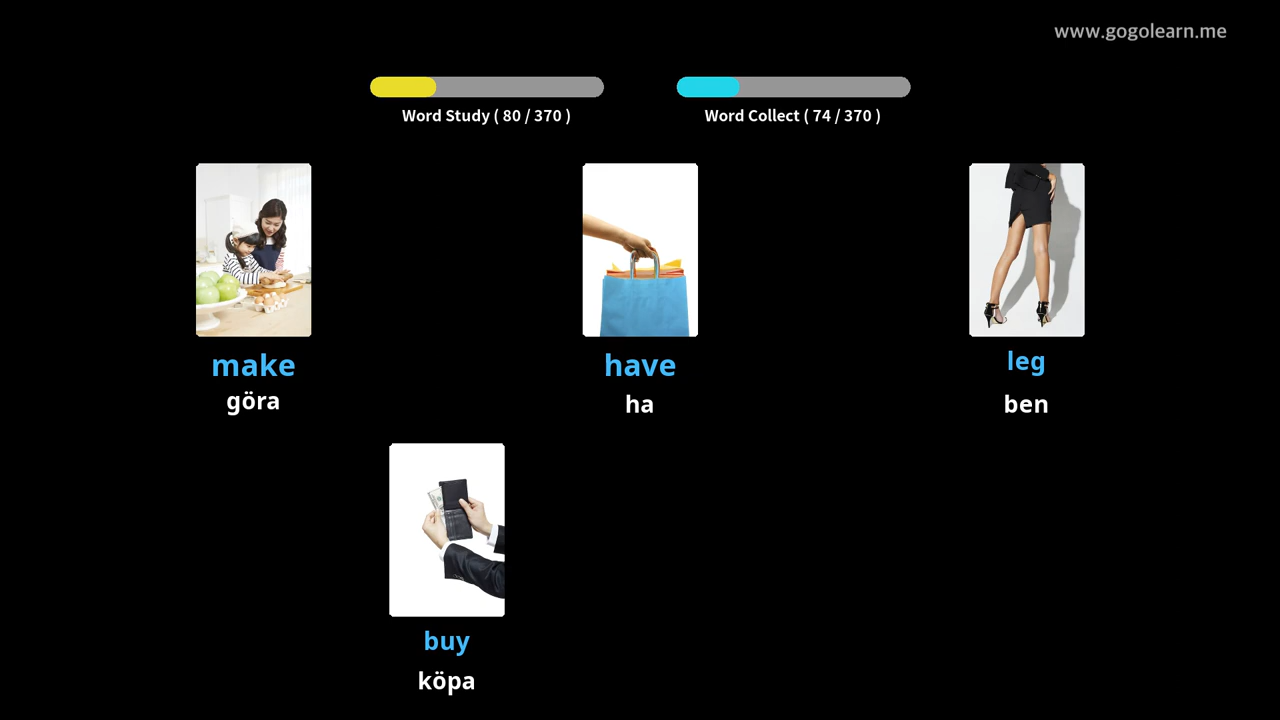 www.gogolearn.me
Word Study ( 80 / 370 )
Word Collect ( 74 / 370 )
make
göra
have
ha
leg
ben
buy
köpa